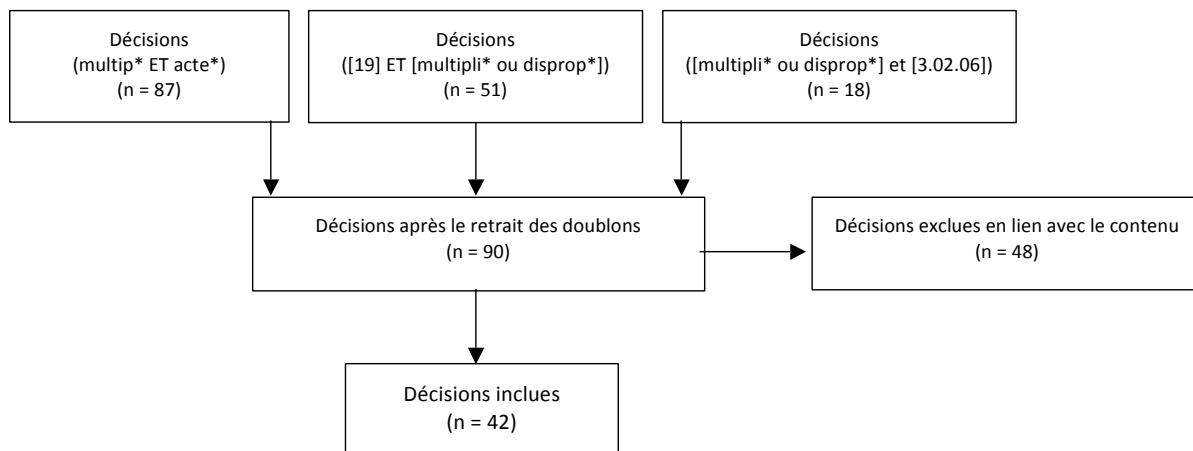 Décisions
(multip* ET acte*)
(n = 87)
Décisions
([19] ET [multipli* ou disprop*])
(n = 51)
Décisions
([multipli* ou disprop*] et [3.02.06])
(n = 18)
Décisions après le retrait des doublons
(n = 90)
Décisions exclues en lien avec le contenu
(n = 48)
Décisions inclues
(n = 42)